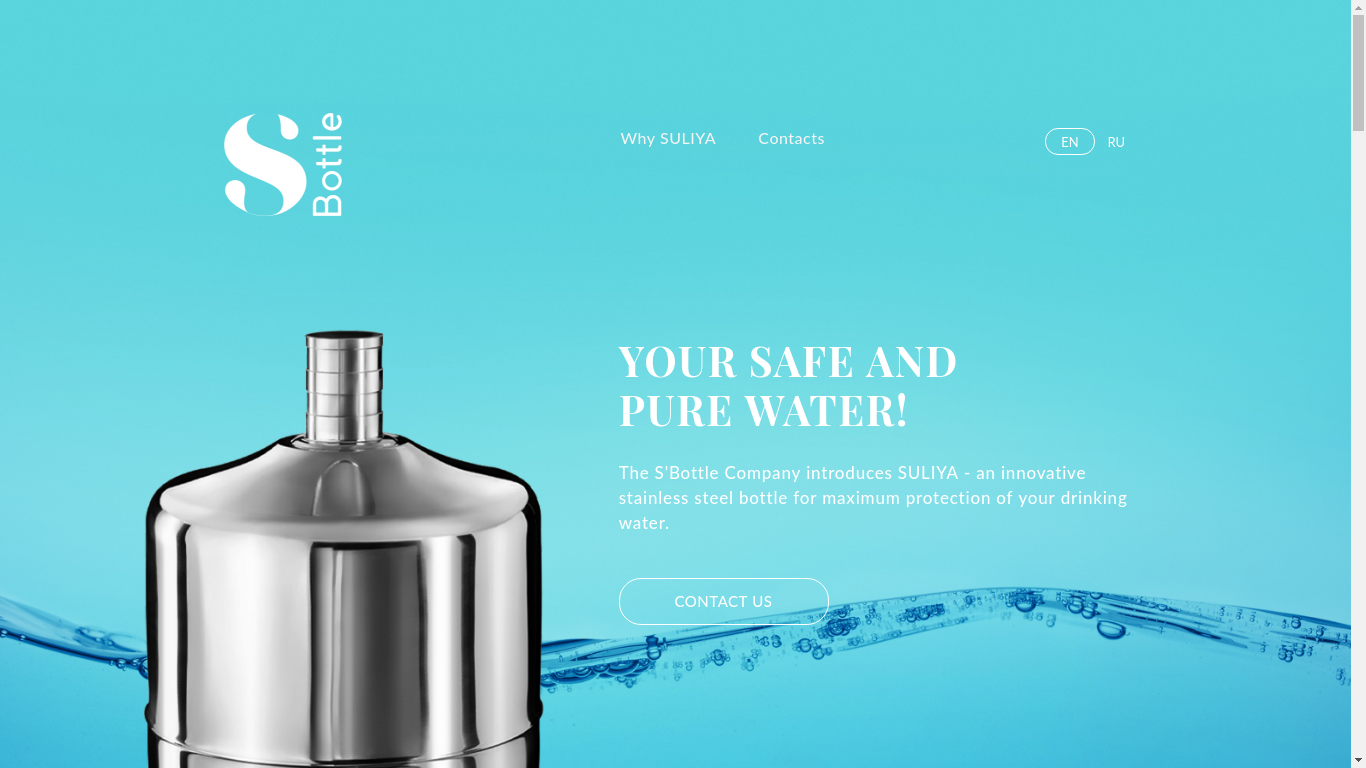 S Bottle
Why SULIYA
Contacts
EN
RU
YOUR SAFE AND
PURE WATER!
The S'Bottle Company introduces SULIYA - an innovative
stainless steel bottle for maximum protection of your drinking
water.
CONTACT US